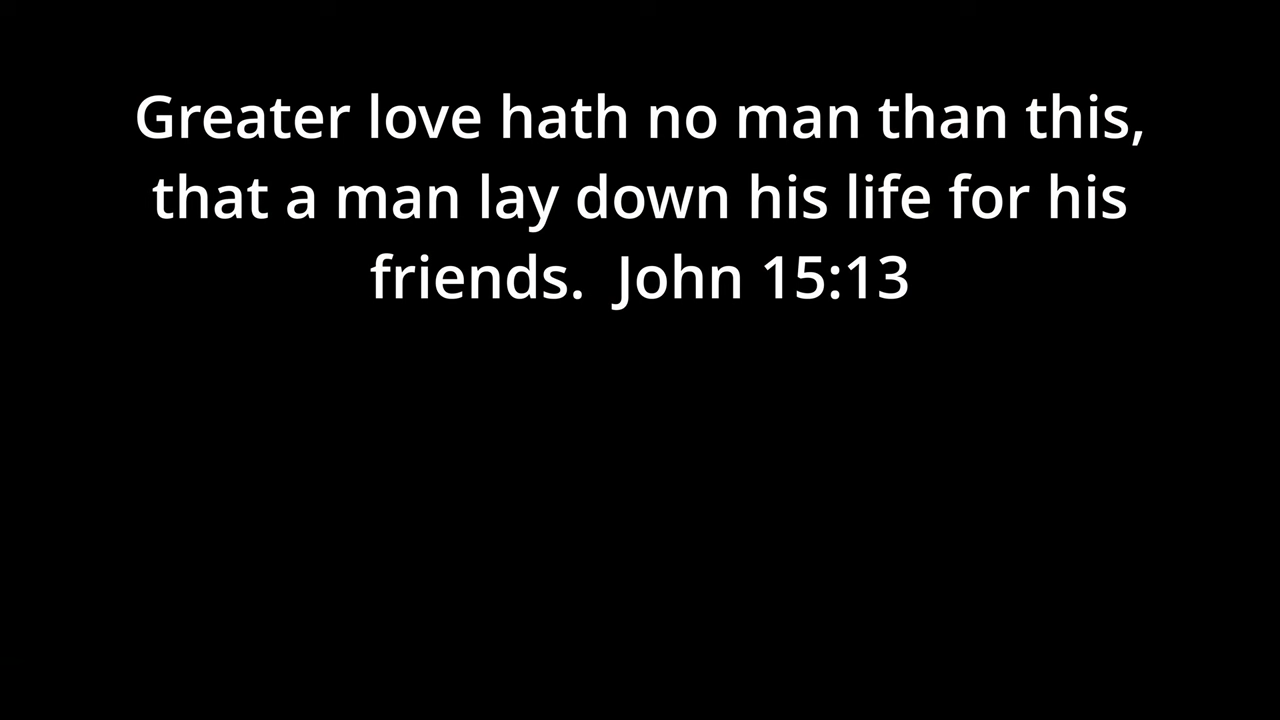 Greater love hath no man than this,
that a man lay down his life for his
friends.  John 15:13